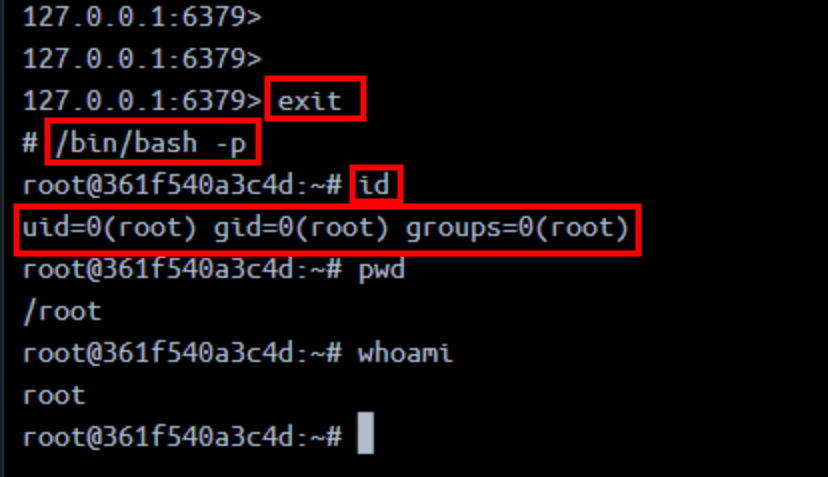 127.0.0.1:6379>
127.0.0.1:6379>
127.0.0.1:6379> exit
# /bin/bash -p
root@361f540a3c4d:~# id
uid=0(root) gid=0(root) groups=0(root)
root@361f540a3c4d:~# pwd
/root
root@361f540a3c4d:~# whoami
root
root@361f540a3c4d:~#